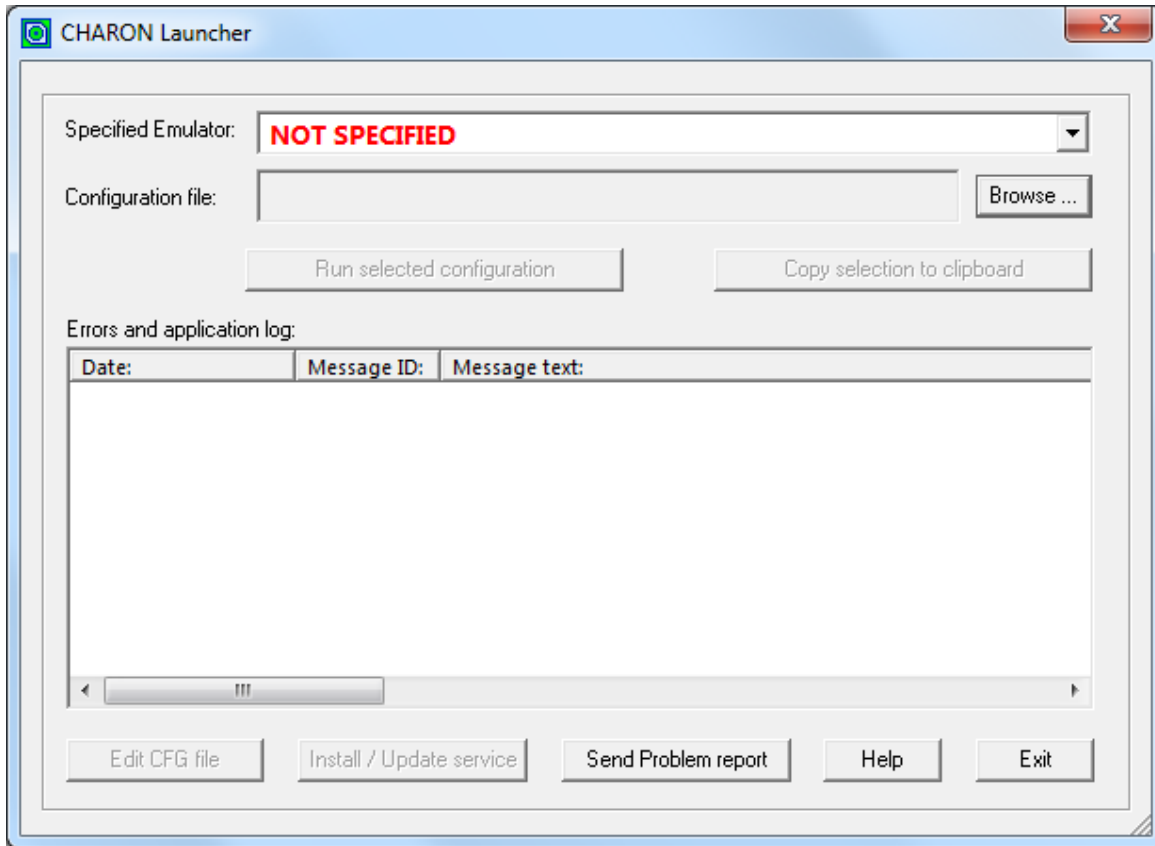 CHARON Launcher
Specified Emulator: NOT SPECIFIED
Configuration file: Browse ...
Run selected configuration Copy selection to clipboard
Errors and application log:
Date: Message ID: Message text:
Edit CFG file Install / Update service Send Problem report Help Exit